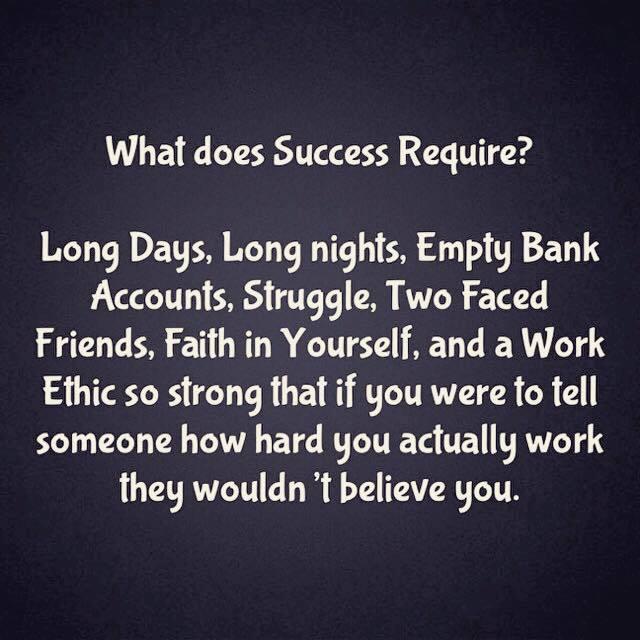 What does Success Require?
Long Days, Long nights, Empty Bank
Accounts, Struggle, Two Faced
Friends, Faith in Yourself, and a Work
Ethic so strong that if you were to tell
someone how hard you actually work
they wouldn 't believe you.